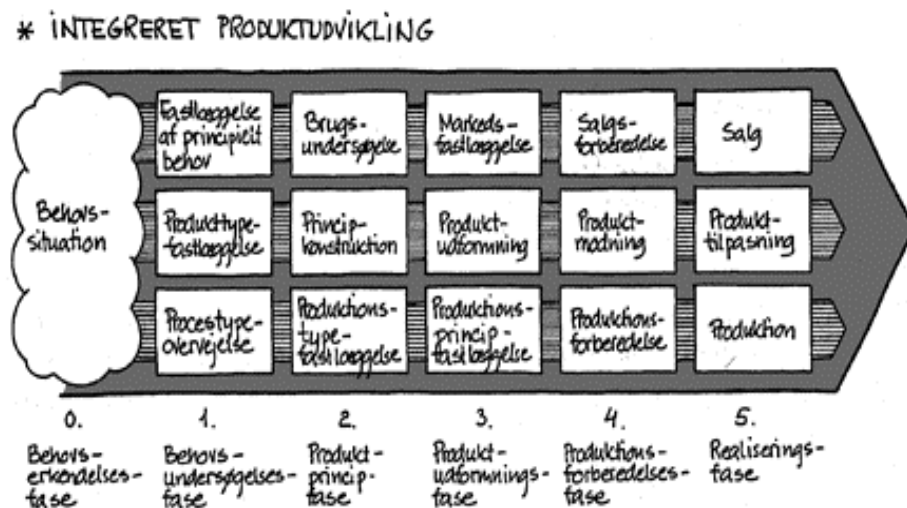 * INTEGRERET PRODUKTUDVIKLING
Behovs-
situation
Fastlæggelse
af principielt
behov
Brugs-
undersøgelse
Markeds-
fastlæggelse
Salgs-
forberedelse
Salg
Produkttype-
fastlæggelse
Princip-
konstruction
Produkt-
udformning
Produkt-
modning
Produkt-
tilpasning
Procestype-
overvejelse
Produktions-
type-
fastlæggelse
Produktions-
princip-
fastlæggelse
Produktions-
forberedelse
Produktion
0.
Behovs-
erkendelses-
fase
1.
Behovs-
undersøgelses-
fase
2.
Produkt-
princip-
fase
3.
Produkt-
udformnings-
fase
4.
Produktions-
forberedelses-
fase
5.
Realiserings-
fase